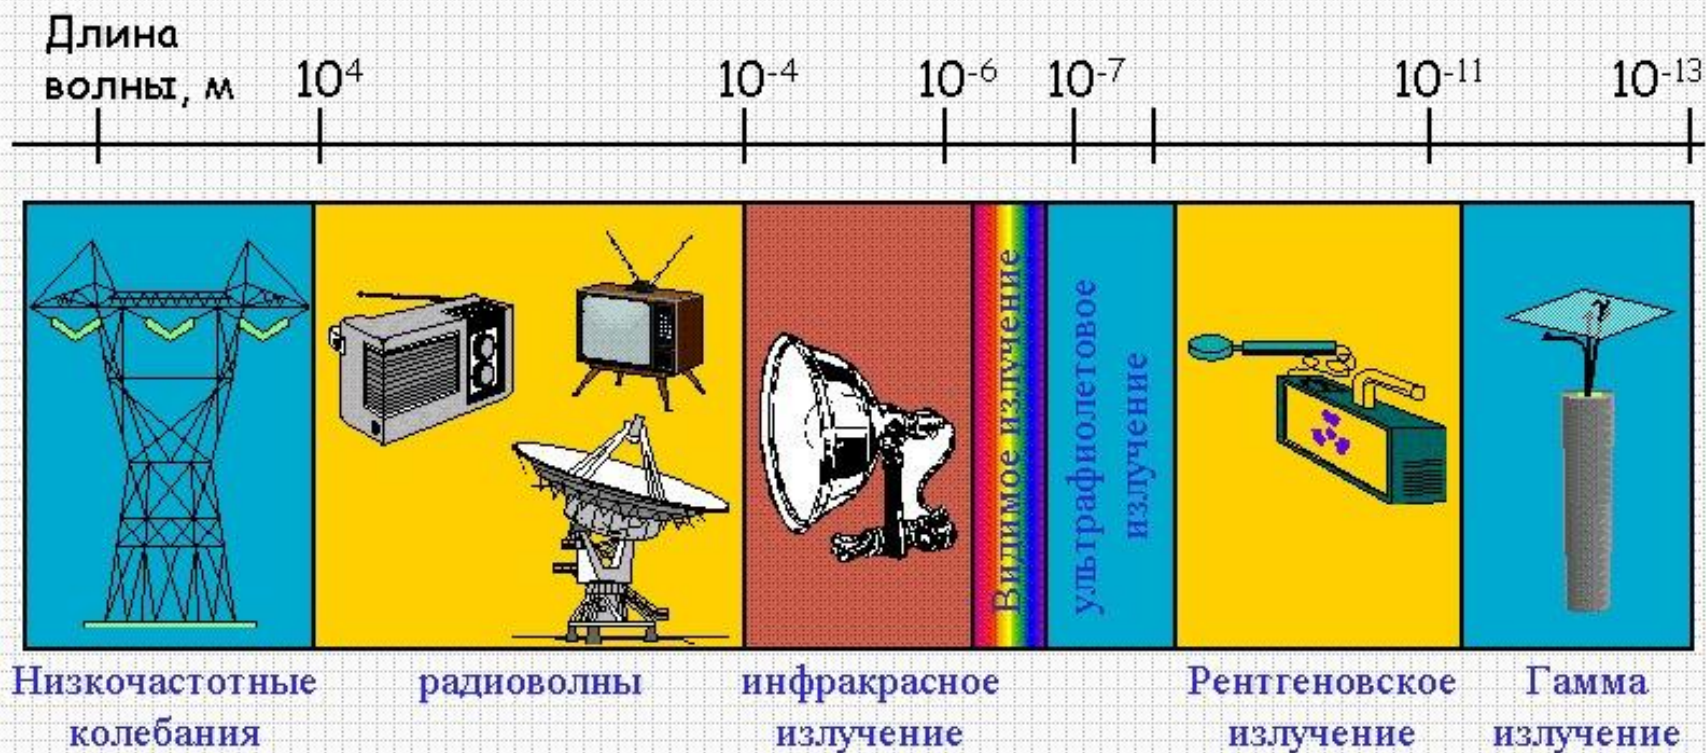 Длина
волны, м
10⁴
10⁻⁴
10⁻⁶
10⁻⁷
10⁻¹¹
10⁻¹³
Видимое излучение
ультрафиолетовое
излучение
γ
Низкочастотные
колебания
радиоволны
инфракрасное
излучение
Рентгеновское
излучение
Гамма
излучение